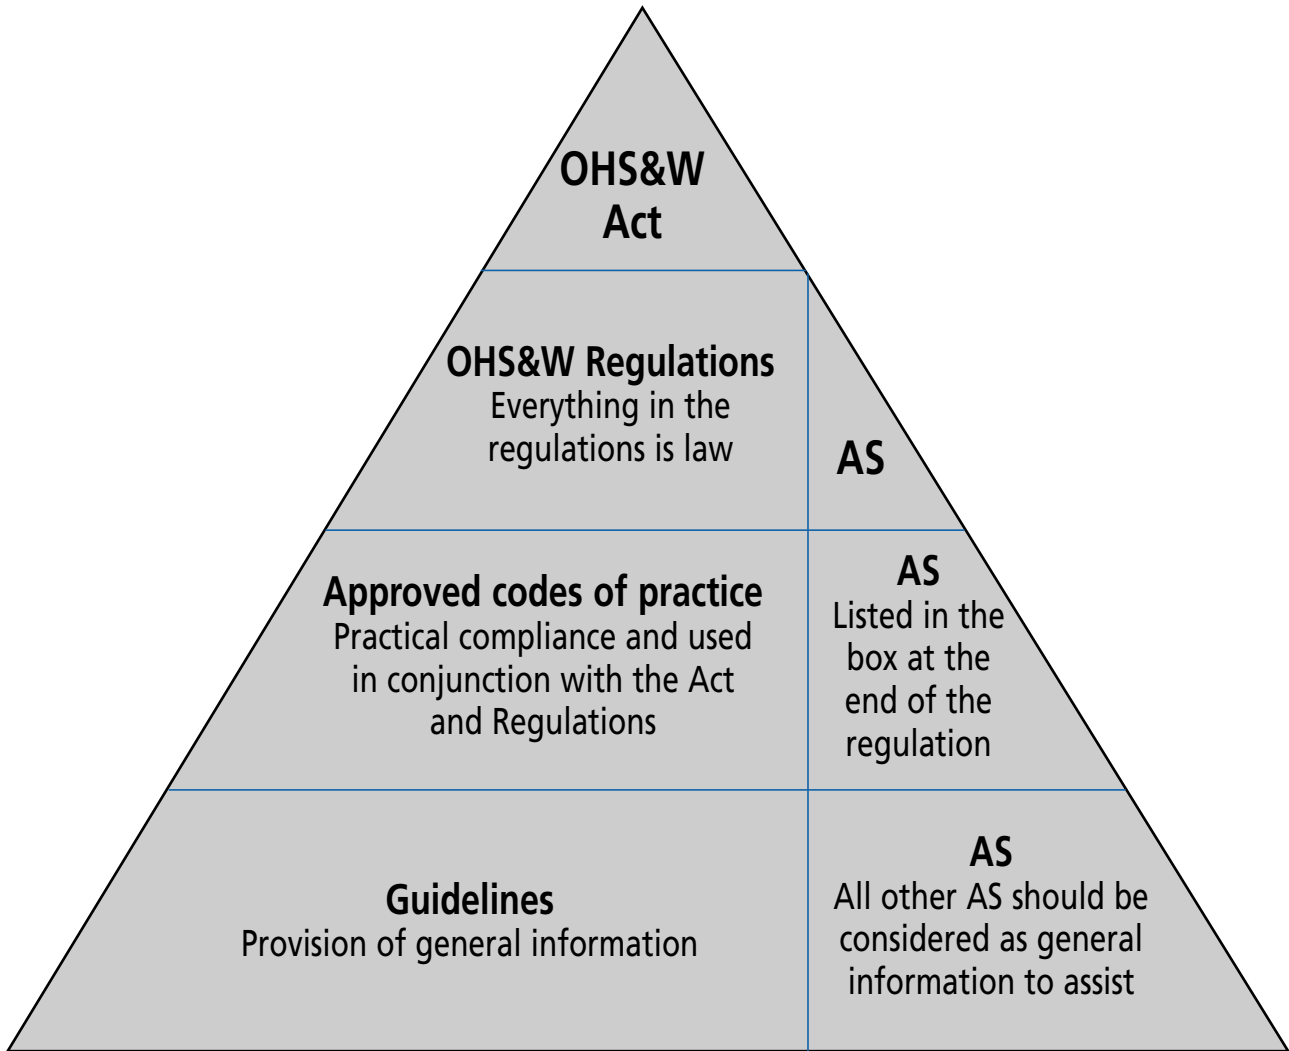 OHS&W
Act
OHS&W Regulations
Everything in the
regulations is law
AS
Approved codes of practice
Practical compliance and used
in conjunction with the Act
and Regulations
AS
Listed in the
box at the
end of the
regulation
Guidelines
Provision of general information
AS
All other AS should be
considered as general
information to assist